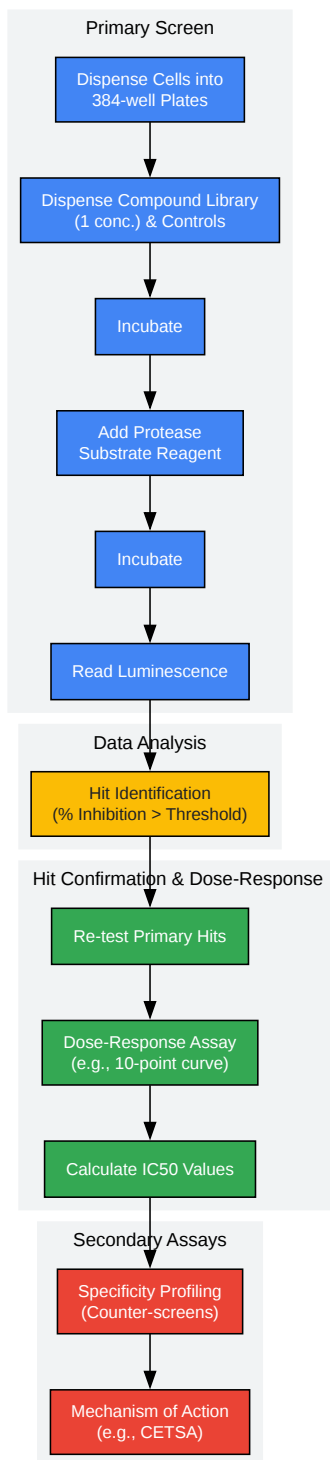 Primary Screen
Dispense Cells into
384-well Plates
Dispense Compound Library
(1 conc.) & Controls
Incubate
Add Protease
Substrate Reagent
Incubate
Read Luminescence
Data Analysis
Hit Identification
(% Inhibition > Threshold)
Hit Confirmation & Dose-Response
Re-test Primary Hits
Dose-Response Assay
(e.g., 10-point curve)
Calculate IC50 Values
Secondary Assays
Specificity Profiling
(Counter-screens)
Mechanism of Action
(e.g., CETSA)